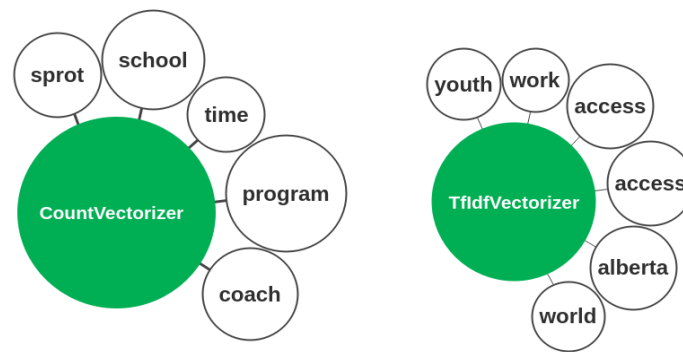 sprot
school
time
CountVectorizer
program
coach
youth
work
access
TfIdfVectorizer
access
alberta
world